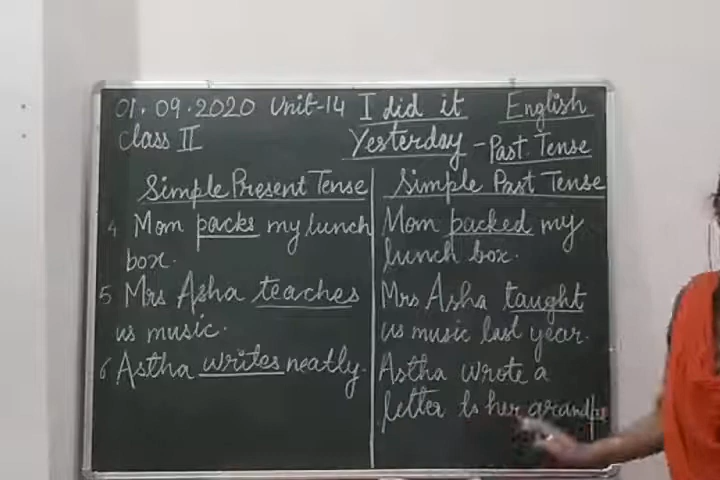 01.09.2020 Unit-14 I did it English
Class II Yesterday - Past Tense
Simple Present Tense
4 Mom packs my lunch
box.
5 Mrs Asha teaches
us music.
6 Astha writes neatly.
Simple Past Tense
Mom packed my
lunch box.
Mrs Asha taught
us music last year.
Astha wrote a
letter to her grandpa